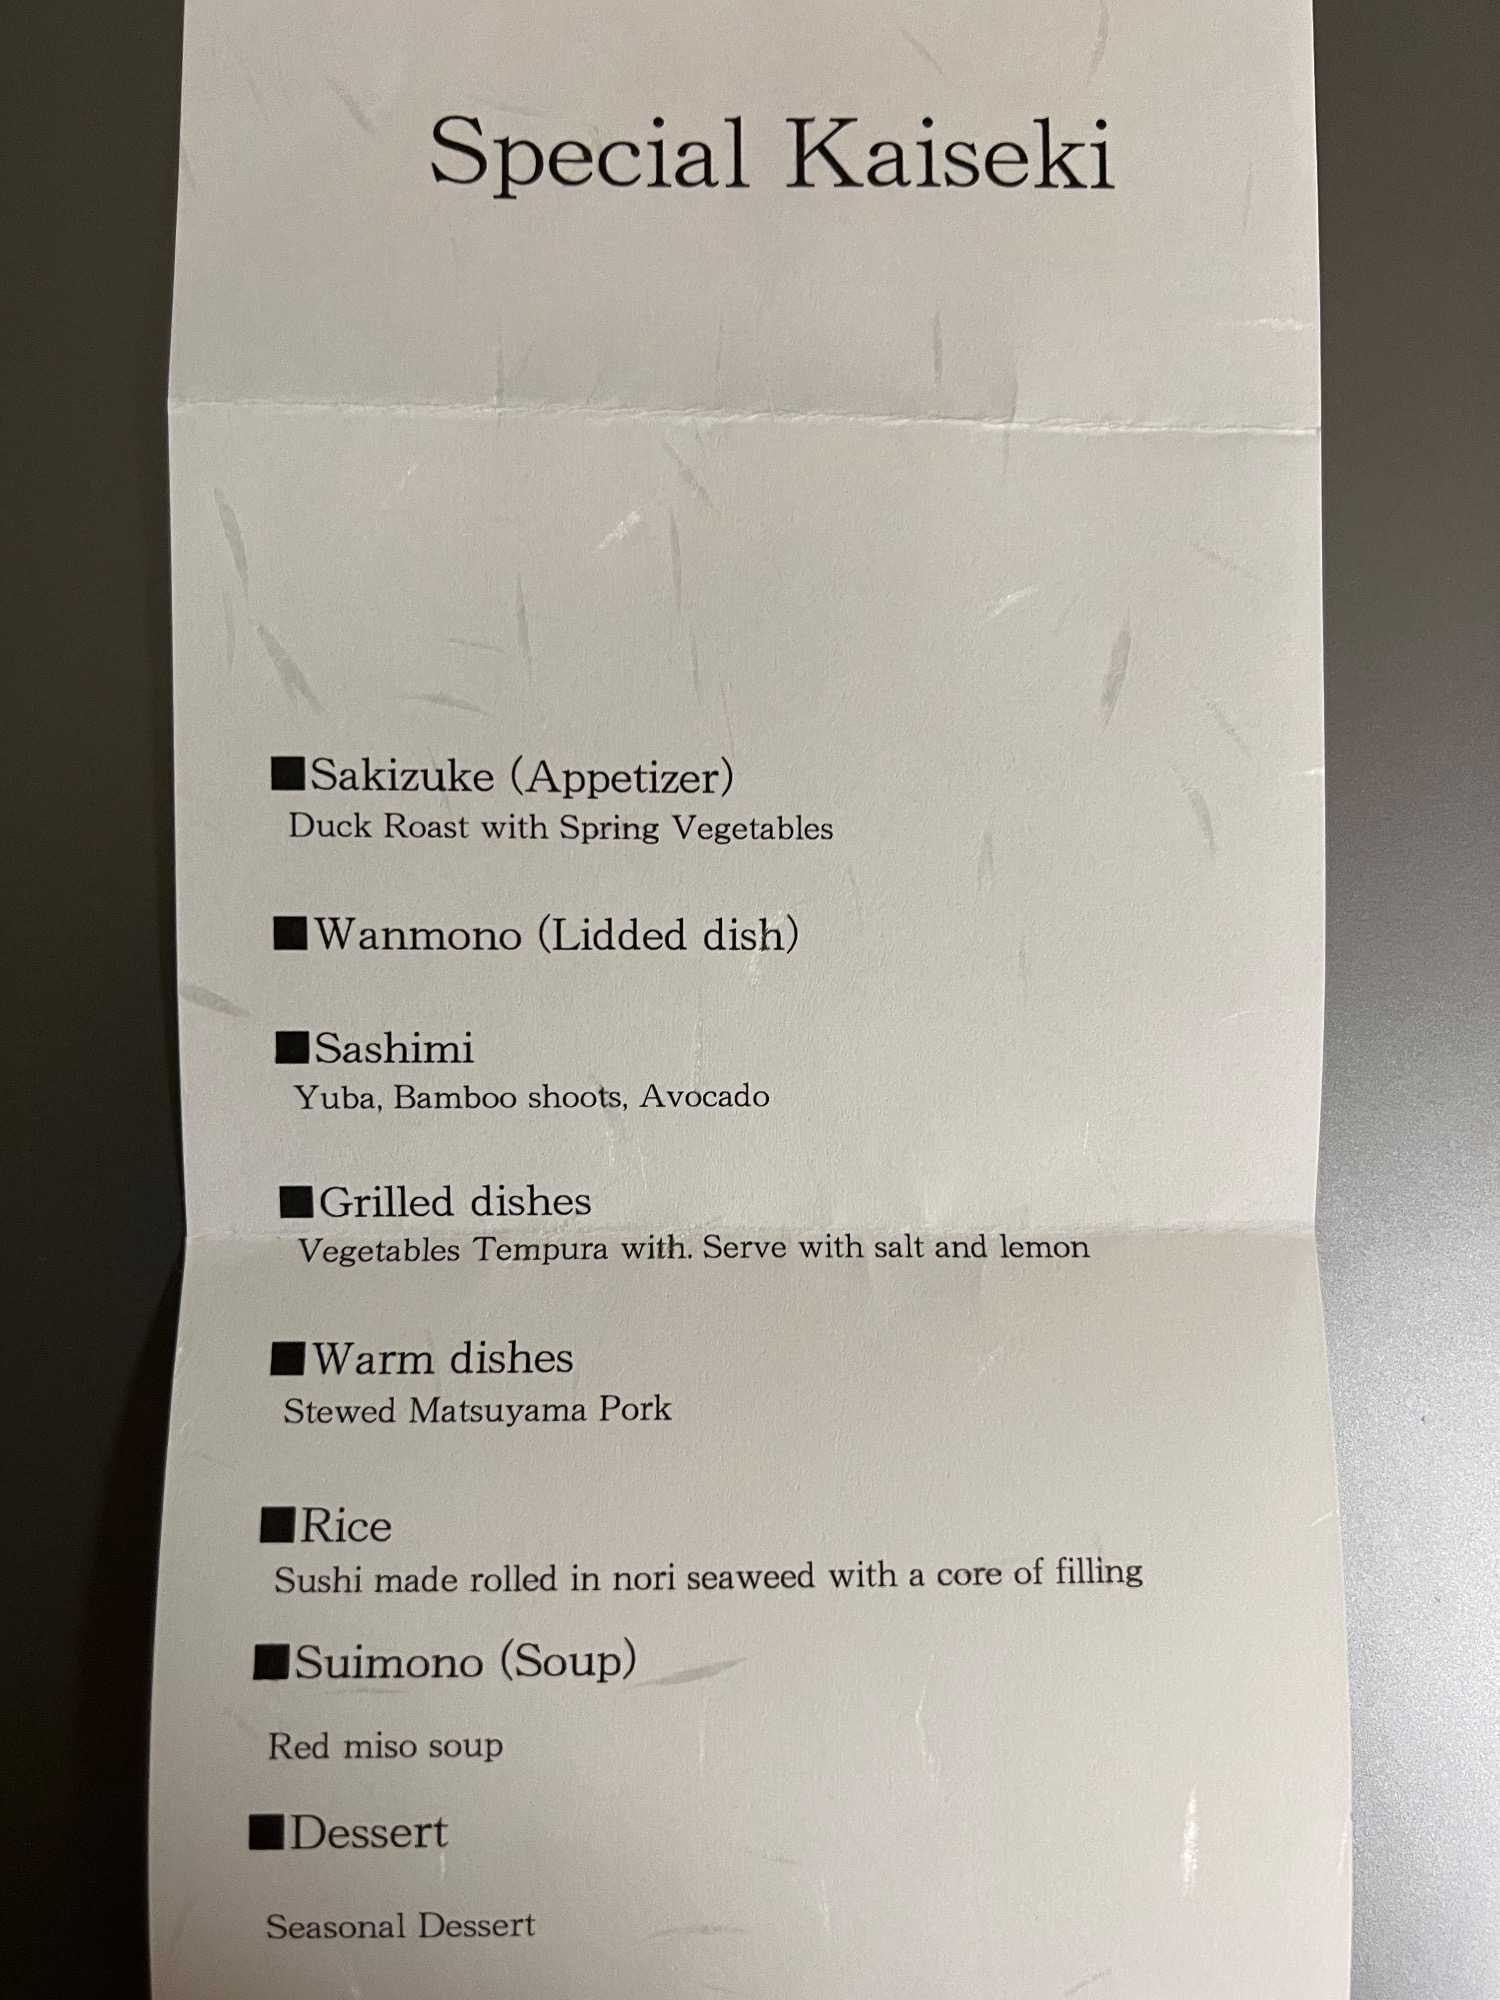 Special Kaiseki
■Sakizuke (Appetizer)
Duck Roast with Spring Vegetables
■Wanmono (Lidded dish)
■Sashimi
Yuba, Bamboo shoots, Avocado
■Grilled dishes
Vegetables Tempura with. Serve with salt and lemon
■Warm dishes
Stewed Matsuyama Pork
■Rice
Sushi made rolled in nori seaweed with a core of filling
■Suimono (Soup)
Red miso soup
■Dessert
Seasonal Dessert